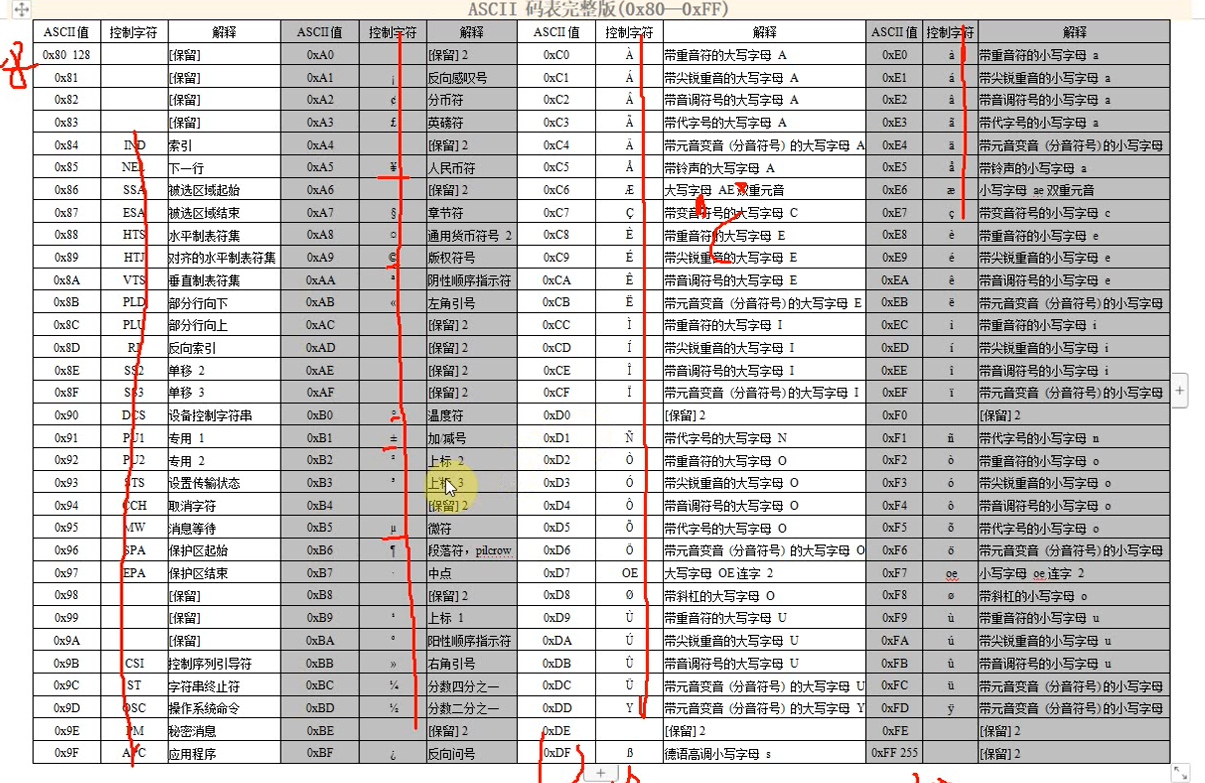 ASCII 码表完整版(0x80—0xFF)
ASCII值 控制字符 解释 ASCII值 控制字符 解释 ASCII值 控制字符 解释 ASCII值 控制字符 解释
0x80 128 [保留] 0xA0 [保留] 2 0xC0 À 带重音符的大写字母 A 0xE0 à 带重音符的小写字母 a
0x81 [保留] 0xA1 ¡ 反向感叹号 0xC1 Á 带尖锐重音的大写字母 A 0xE1 á 带尖锐重音的小写字母 a
0x82 [保留] 0xA2 ¢ 分币符 0xC2 Â 带音调符号的大写字母 A 0xE2 â 带音调符号的小写字母 a
0x83 [保留] 0xA3 £ 英磅符 0xC3 Ã 带代字号的大写字母 A 0xE3 ã 带代字号的小写字母 a
0x84 IND 索引 0xA4 [保留] 2 0xC4 Ä 带元音变音 (分音符号) 的大写字母 A 0xE4 ä 带元音变音 (分音符号)的小写字母
0x85 NEL 下一行 0xA5 ¥ 人民币符 0xC5 Å 带铃声的大写字母 A 0xE5 å 带铃声的小写字母 a
0x86 SSA 被选区域起始 0xA6 [保留] 2 0xC6 Æ 大写字母 AE 双重元音 0xE6 æ 小写字母 ae 双重元音
0x87 ESA 被选区域结束 0xA7 § 章节符 0xC7 Ç 带变音符号的大写字母 C 0xE7 ç 带变音符号的小写字母 c
0x88 HTS 水平制表符集 0xA8 ¤ 通用货币符号 2 0xC8 È 带重音符的大写字母 E 0xE8 è 带重音符的小写字母 e
0x89 HTJ 对齐的水平制表符集 0xA9 © 版权符号 0xC9 É 带尖锐重音的大写字母 E 0xE9 é 带尖锐重音的小写字母 e
0x8A VTS 垂直制表符集 0xAA ª 阴性顺序指示符 0xCA Ê 带音调符号的大写字母 E 0xEA ê 带音调符号的小写字母 e
0x8B PLD 部分行向下 0xAB « 左角引号 0xCB Ë 带元音变音 (分音符号)的大写字母 E 0xEB ë 带元音变音 (分音符号)的小写字母
0x8C PLU 部分行向上 0xAC [保留] 2 0xCC Ì 带重音符的大写字母 I 0xEC ì 带重音符的小写字母 i
0x8D RI 反向索引 0xAD [保留] 2 0xCD Í 带尖锐重音的大写字母 I 0xED í 带尖锐重音的小写字母 i
0x8E SS2 单移 2 0xAE [保留] 2 0xCE Î 带音调符号的大写字母 I 0xEE î 带音调符号的小写字母 i
0x8F SS3 单移 3 0xAF [保留] 2 0xCF Ï 带元音变音 (分音符号) 的大写字母 I 0xEF ï 带元音变音 (分音符号)的小写字母
0x90 DCS 设备控制字符串 0xB0 ° 温度符 0xD0 [保留] 2 0xF0 [保留] 2
0x91 PU1 专用 1 0xB1 ± 加/减号 0xD1 Ñ 带代字号的大写字母 N 0xF1 ñ 带代字号的小写字母 n
0x92 PU2 专用 2 0xB2 ² 上标 2 0xD2 Ò 带重音符的大写字母 O 0xF2 ò 带重音符的小写字母 o
0x93 STS 设置传输状态 0xB3 ³ 上标 3 0xD3 Ó 带尖锐重音的大写字母 O 0xF3 ó 带尖锐重音的小写字母 o
0x94 CCH 取消字符 0xB4 [保留] 2 0xD4 Ô 带音调符号的大写字母 O 0xF4 ô 带音调符号的小写字母 o
0x95 MW 消息等待 0xB5 µ 微符 0xD5 Õ 带代字号的大写字母 O 0xF5 õ 带代字号的小写字母 o
0x96 SPA 保护区起始 0xB6 ¶ 段落符，pilcrow 0xD6 Ö 带元音变音 (分音符号) 的大写字母 O 0xF6 ö 带元音变音 (分音符号)的小写字母
0x97 EPA 保护区结束 0xB7 · 中点 0xD7 OE 大写字母 OE 连字 2 0xF7 oe 小写字母 oe 连字 2
0x98 [保留] 0xB8 [保留] 2 0xD8 Ø 带斜杠的大写字母 O 0xF8 ø 带斜杠的小写字母 o
0x99 [保留] 0xB9 ¹ 上标 1 0xD9 Ù 带重音符的大写字母 U 0xF9 ù 带重音符的小写字母 u
0x9A [保留] 0xBA º 阳性顺序指示符 0xDA Ú 带尖锐重音的大写字母 U 0xFA ú 带尖锐重音的小写字母 u
0x9B CSI 控制序列引导符 0xBB » 右角引号 0xDB Û 带音调符号的大写字母 U 0xFB û 带音调符号的小写字母 u
0x9C ST 字符串终止符 0xBC ¼ 分数四分之一 0xDC Ü 带元音变音 (分音符号) 的大写字母 U 0xFC ü 带元音变音 (分音符号)的小写字母
0x9D OSC 操作系统命令 0xBD ½ 分数二分之一 0xDD Y 带元音变音 (分音符号) 的大写字母 Y 0xFD ÿ 带元音变音 (分音符号)的小写字母
0x9E PM 秘密消息 0xBE [保留] 2 0xDE [保留] 2 0xFE [保留] 2
0x9F APC 应用程序 0xBF ¿ 反向问号 0xDF ß 德语高调小写字母 s 0xFF 255 [保留] 2